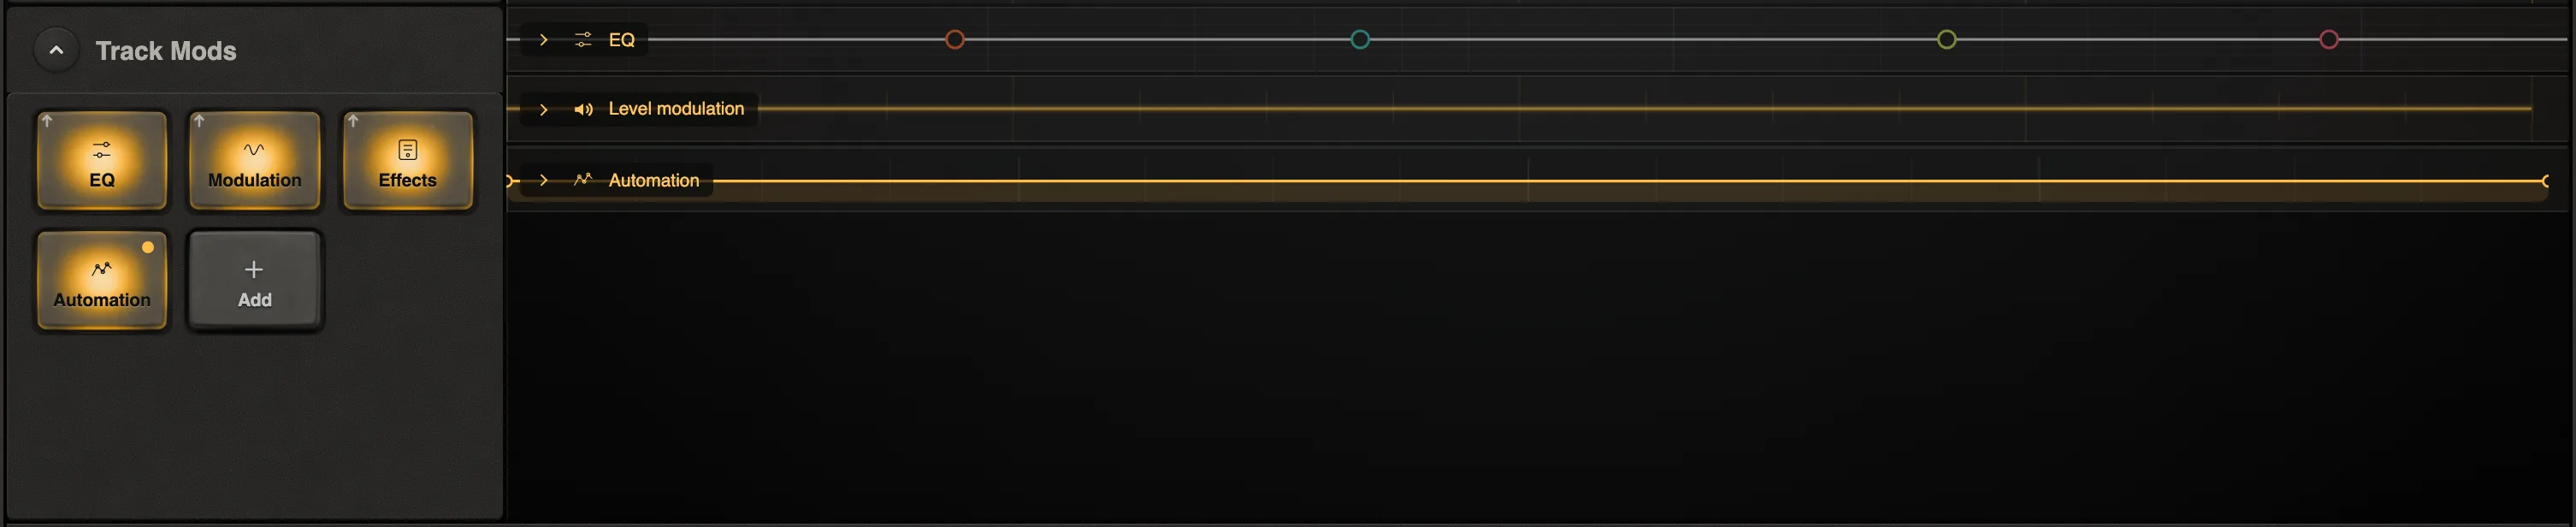 Track Mods
EQ
Modulation
Effects
Automation
Add
EQ
Level modulation
Automation